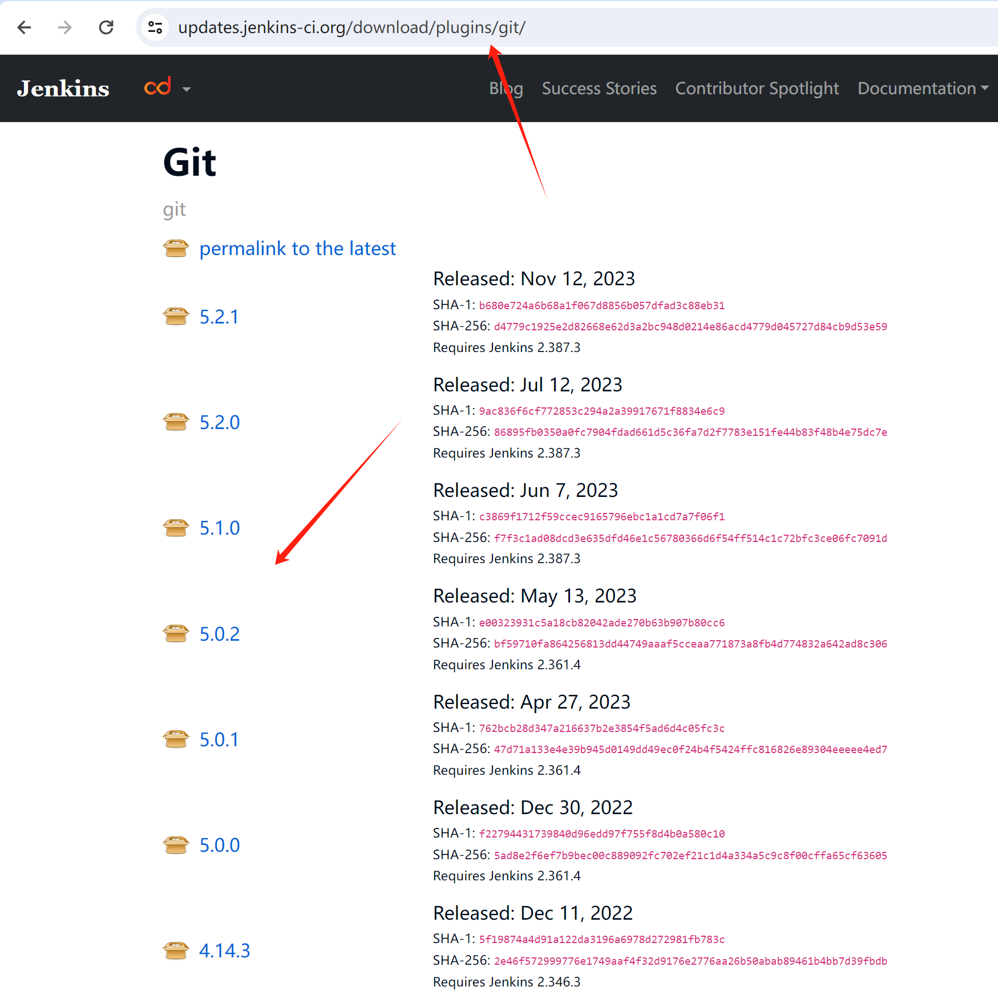 updates.jenkins-ci.org/download/plugins/git/
Jenkins cd Blog Success Stories Contributor Spotlight Documentation
Git
git
permalink to the latest
Released: Nov 12, 2023
SHA-1: b680e724a6b68a1f067d8856b057dfad3c88eb31
5.2.1
SHA-256: d4779c1925e2d82668e62d3a2bc948d0214e86acd4779d045727d84cb9d53e59
Requires Jenkins 2.387.3
Released: Jul 12, 2023
SHA-1: 9ac836f6cf772853c294a2a39917671f8834e6c9
5.2.0
SHA-256: 86895fb0350a0fc7904fdad661d5c36fa7d2f7783e151fe44b83f48b4e75dc7e
Requires Jenkins 2.387.3
Released: Jun 7, 2023
SHA-1: c3869f1712f59ccec9165796ebc1a1cd7a7f06f1
5.1.0
SHA-256: f7f3c1ad08dcd3e635dfd46e1c56780366d6f54ff514c1c72bfc3ce06fc7091d
Requires Jenkins 2.387.3
Released: May 13, 2023
SHA-1: e00323931c5a18cb82042ade270b63b907b80cc6
5.0.2
SHA-256: bf59710fa864256813dd44749aaaf5cceaa771873a8fb4d774832a642ad8c306
Requires Jenkins 2.361.4
Released: Apr 27, 2023
SHA-1: 762bcb28d347a216637b2e3854f5ad6d4c05fc3c
5.0.1
SHA-256: 47d71a133e4e39b945d0149dd49ec0f24b4f5424ffc816826e89304eeeee4ed7
Requires Jenkins 2.361.4
Released: Dec 30, 2022
SHA-1: f22794431739840d96edd97f755f8d4b0a580c10
5.0.0
SHA-256: 5ad8e2f6ef7b9bec00c889092fc702ef21c1d4a334a5c9c8f00cffa65cf63605
Requires Jenkins 2.361.4
Released: Dec 11, 2022
SHA-1: 5f19874a4d91a122da3196a6978d272981fb783c
4.14.3
SHA-256: 2e46f572999776e1749aaf4f32d9176e2776aa26b50abab89461b4bb7d39fbdb
Requires Jenkins 2.346.3